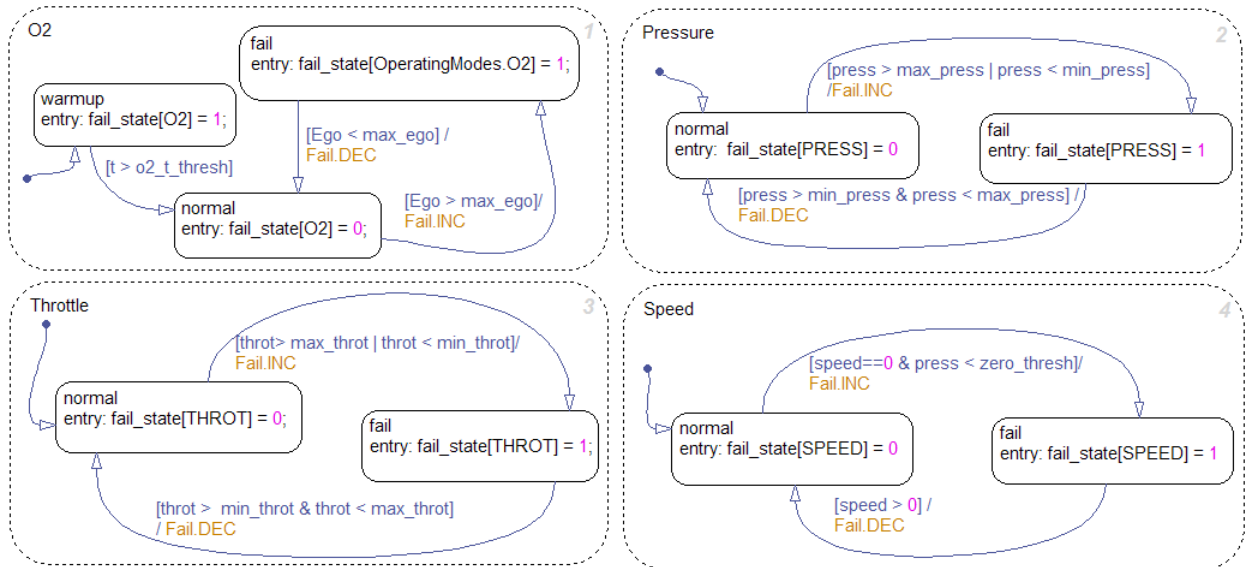 O2
1
fail
entry: fail_state[OperatingModes.O2] = 1;
warmup
entry: fail_state[O2] = 1;
[t > o2_t_thresh]
[Ego < max_ego] /
Fail.DEC
normal
entry: fail_state[O2] = 0;
[Ego > max_ego]/
Fail.INC
Pressure
2
[press > max_press | press < min_press]
/Fail.INC
normal
entry:  fail_state[PRESS] = 0
fail
entry: fail_state[PRESS] = 1
[press > min_press & press < max_press] /
Fail.DEC
Throttle
3
[throt> max_throt | throt < min_throt]/
Fail.INC
normal
entry: fail_state[THROT] = 0;
fail
entry: fail_state[THROT] = 1;
[throt >  min_throt & throt < max_throt]
/ Fail.DEC
Speed
4
[speed==0 & press < zero_thresh]/
Fail.INC
normal
entry: fail_state[SPEED] = 0
fail
entry: fail_state[SPEED] = 1
[speed > 0] /
Fail.DEC